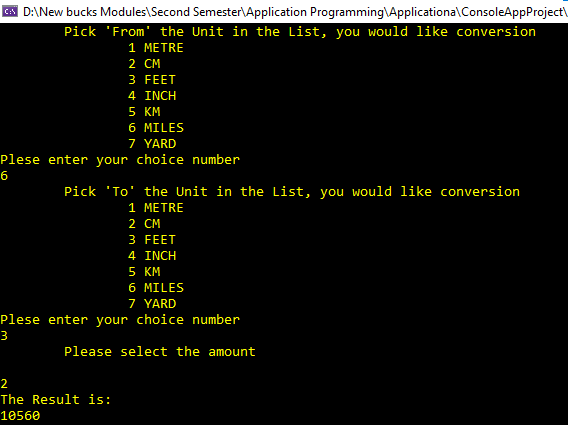 D:\New bucks Modules\Second Semester\Application Programming\Applicationa\ConsoleAppProject\
Pick 'From' the Unit in the List, you would like conversion
1 METRE
2 CM
3 FEET
4 INCH
5 KM
6 MILES
7 YARD
Plese enter your choice number
6
Pick 'To' the Unit in the List, you would like conversion
1 METRE
2 CM
3 FEET
4 INCH
5 KM
6 MILES
7 YARD
Plese enter your choice number
3
Please select the amount
2
The Result is:
10560